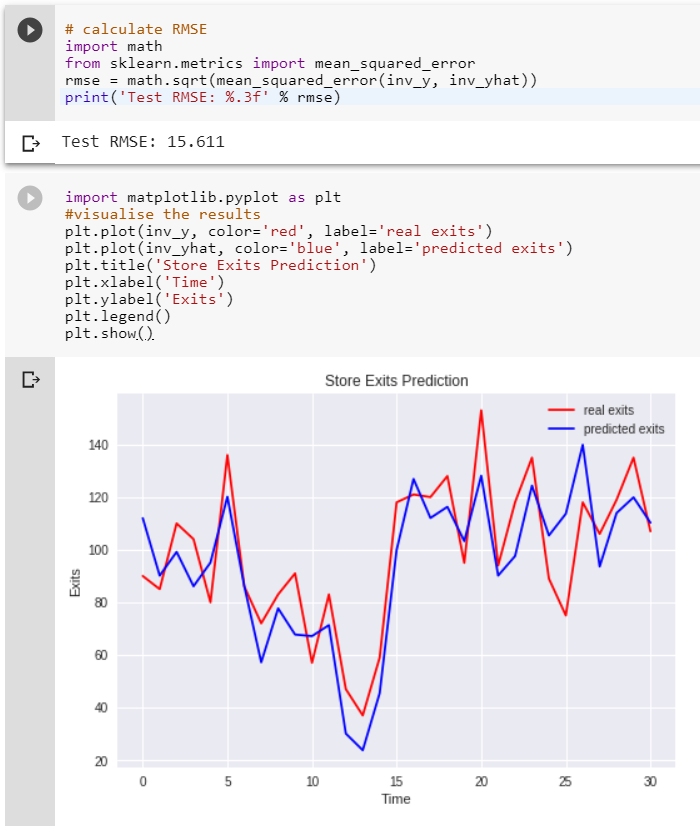 # calculate RMSE
import math
from sklearn.metrics import mean_squared_error
rmse = math.sqrt(mean_squared_error(inv_y, inv_yhat))
print('Test RMSE: %.3f' % rmse)
Test RMSE: 15.611
import matplotlib.pyplot as plt
#visualise the results
plt.plot(inv_y, color='red', label='real exits')
plt.plot(inv_yhat, color='blue', label='predicted exits')
plt.title('Store Exits Prediction')
plt.xlabel('Time')
plt.ylabel('Exits')
plt.legend()
plt.show()
Store Exits Prediction
real exits
predicted exits
140
120
100
80
60
40
20
Exits
0 5 10 15 20 25 30
Time